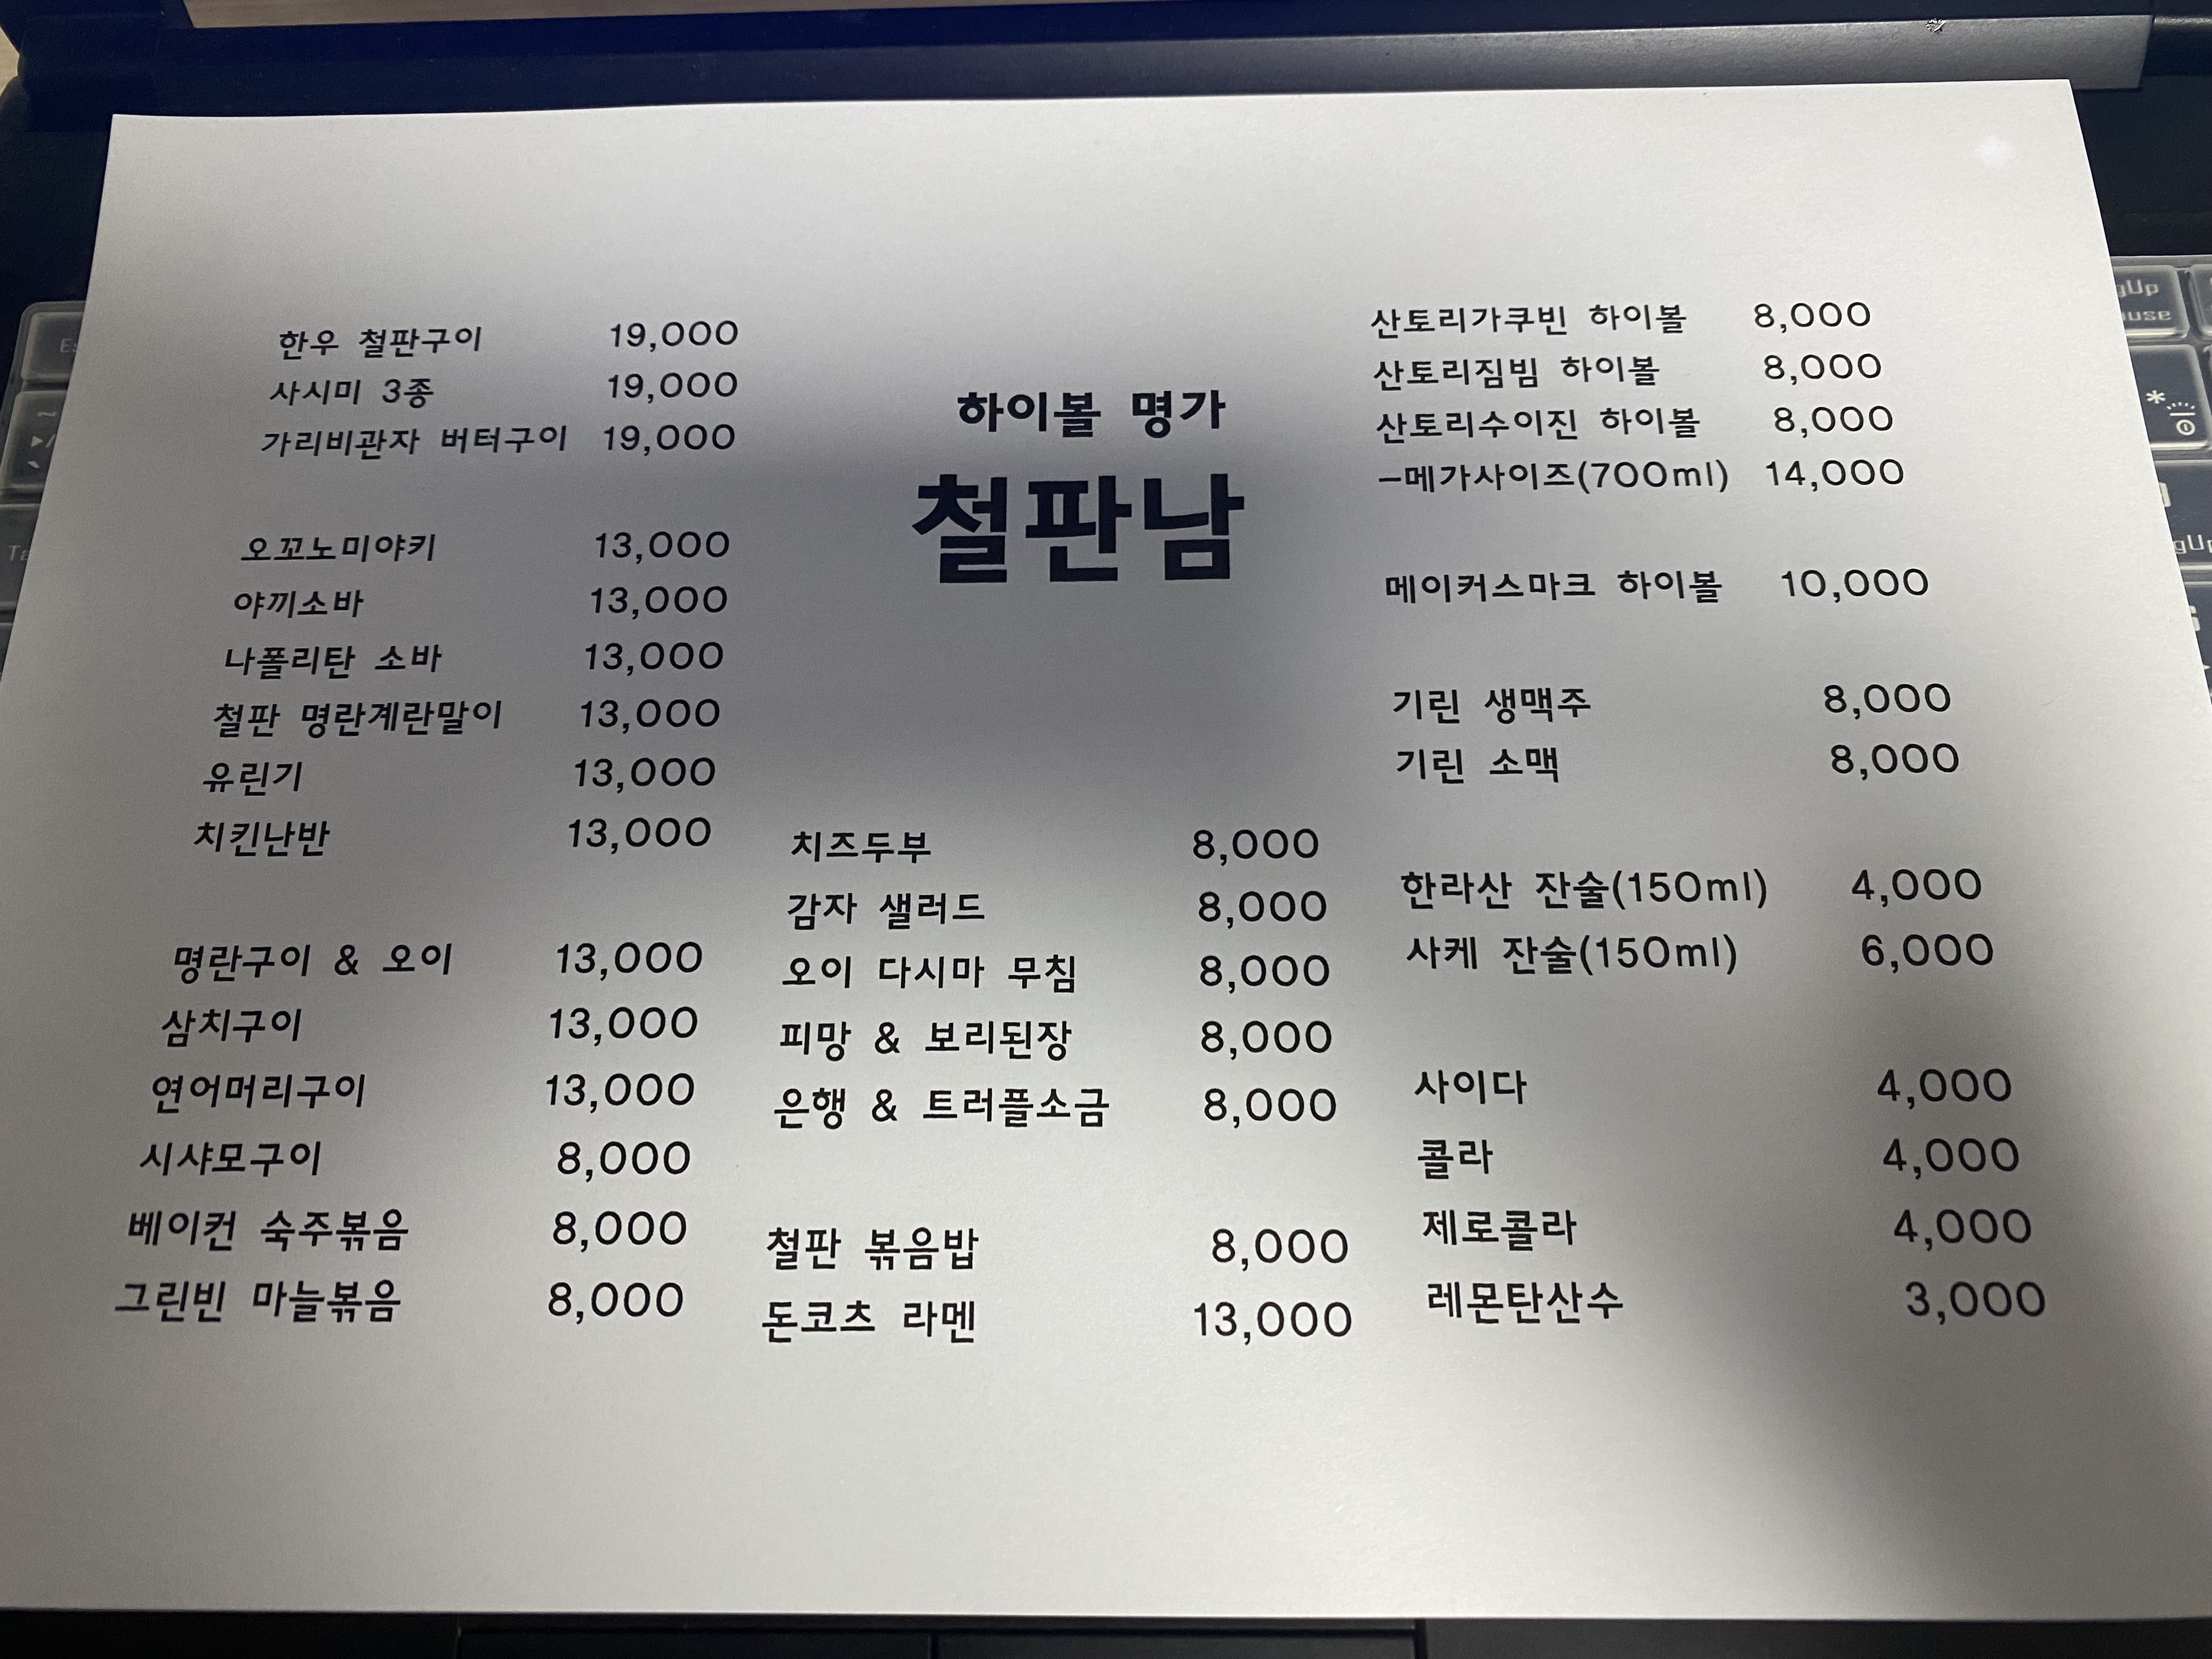 한우 철판구이 19,000
사시미 3종 19,000
가리비관자 버터구이 19,000
오꼬노미야키 13,000
야끼소바 13,000
나폴리탄 소바 13,000
철판 명란계란말이 13,000
유린기 13,000
치킨난반 13,000
명란구이 & 오이 13,000
삼치구이 13,000
연어머리구이 13,000
시샤모구이 8,000
베이컨 숙주볶음 8,000
그린빈 마늘볶음 8,000
하이볼 명가
철판남
치즈두부 8,000
감자 샐러드 8,000
오이 다시마 무침 8,000
피망 & 보리된장 8,000
은행 & 트러플소금 8,000
철판 볶음밥 8,000
돈코츠 라멘 13,000
산토리가쿠빈 하이볼 8,000
산토리짐빔 하이볼 8,000
산토리수이진 하이볼 8,000
-메가사이즈(700ml) 14,000
메이커스마크 하이볼 10,000
기린 생맥주 8,000
기린 소맥 8,000
한라산 잔술(150ml) 4,000
사케 잔술(150ml) 6,000
사이다 4,000
콜라 4,000
제로콜라 4,000
레몬탄산수 3,000